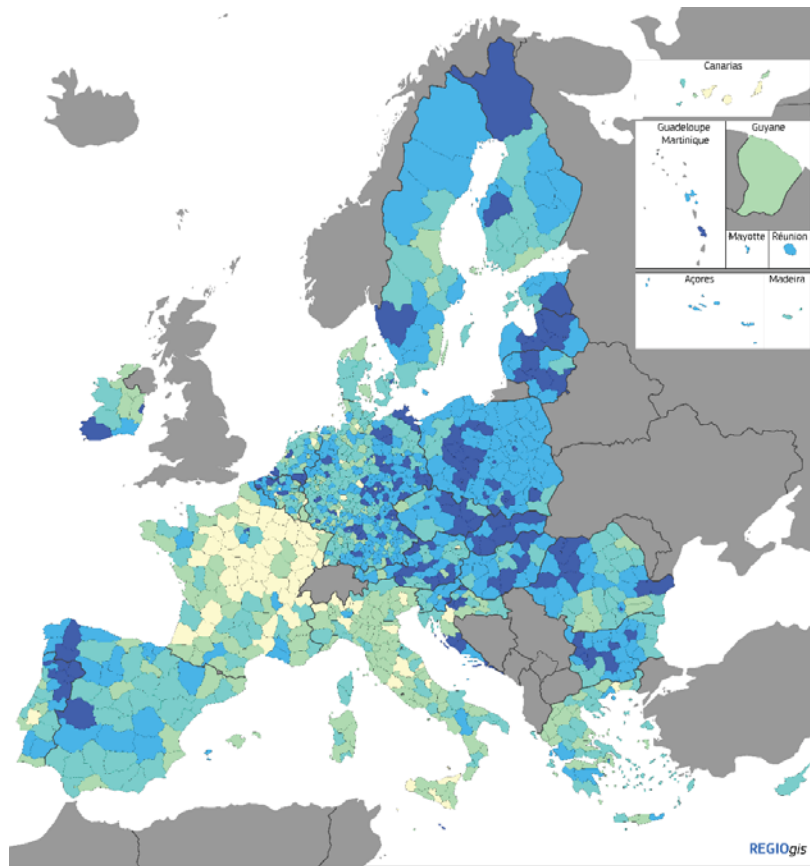 Canarias
Guadeloupe
Martinique
Guyane
Mayotte
Réunion
Açores
Madeira
REGIOgis